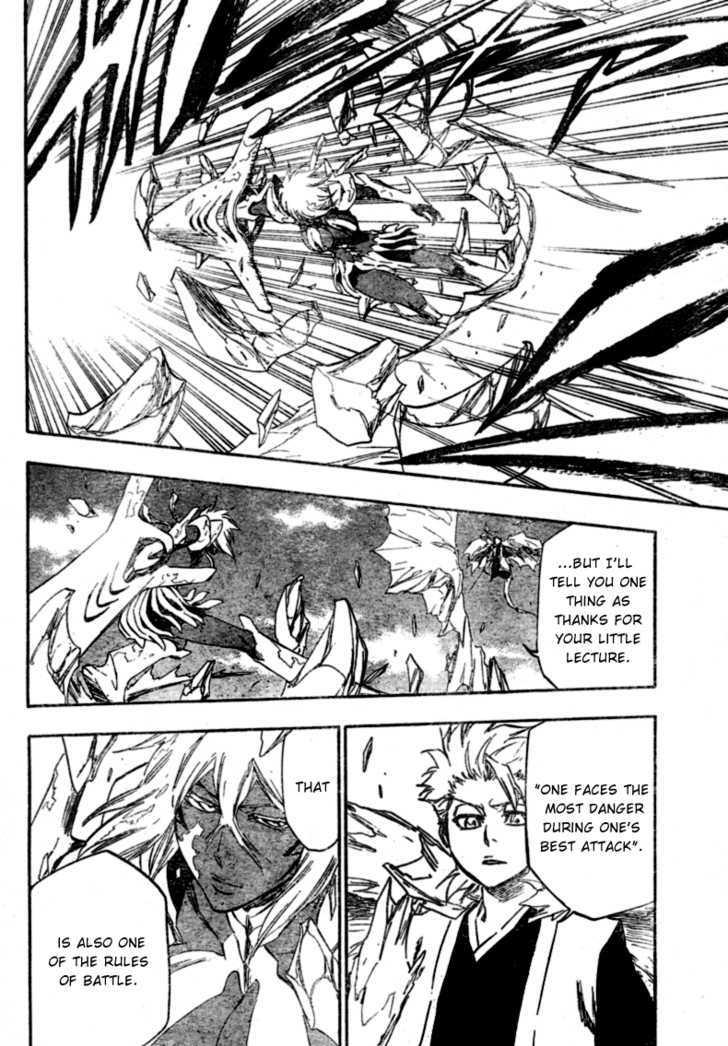 ...BUT I'LL
TELL YOU ONE
THING AS
THANKS FOR
YOUR LITTLE
LECTURE.
"ONE FACES THE
MOST DANGER
DURING ONE'S
BEST ATTACK".
THAT
IS ALSO ONE
OF THE RULES
OF BATTLE.